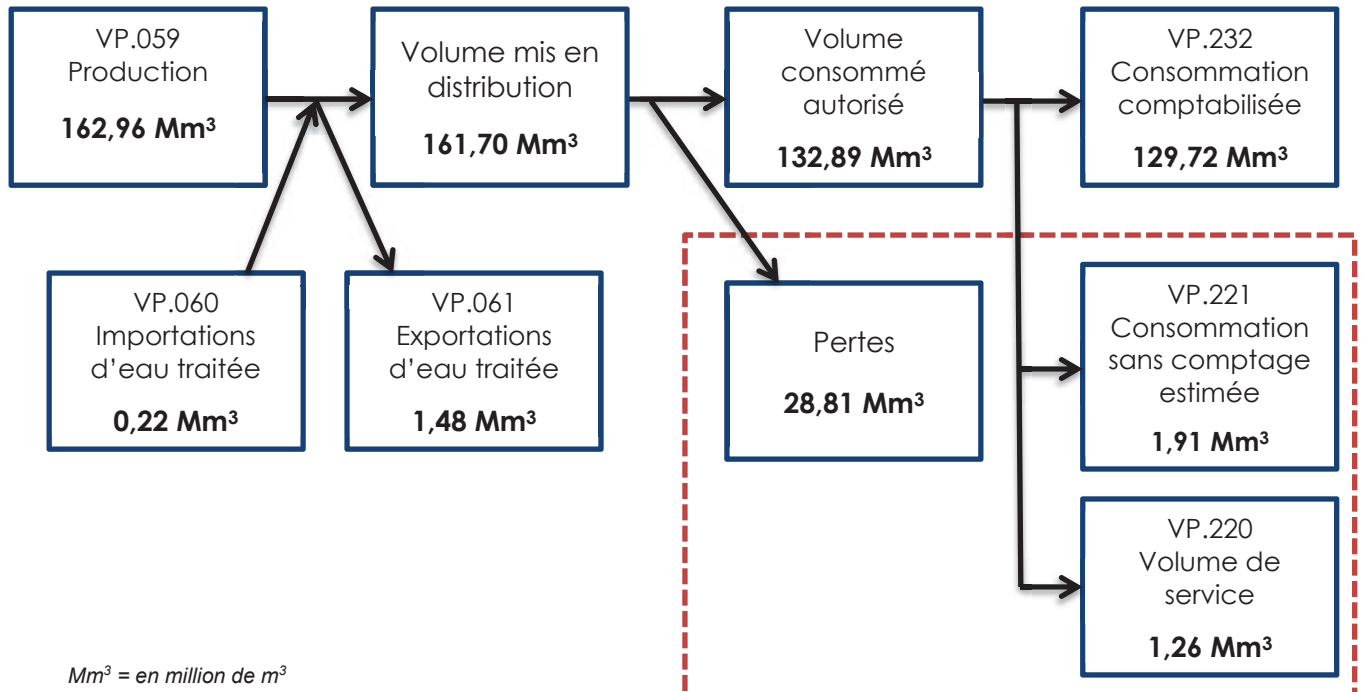 VP.059
Production
162,96 Mm³
Volume mis en
distribution
161,70 Mm³
Volume
consommé
autorisé
132,89 Mm³
VP.232
Consommation
comptabilisée
129,72 Mm³
VP.060
Importations
d’eau traitée
0,22 Mm³
VP.061
Exportations
d’eau traitée
1,48 Mm³
Pertes
28,81 Mm³
VP.221
Consommation
sans comptage
estimée
1,91 Mm³
VP.220
Volume de
service
1,26 Mm³
Mm³ = en million de m³